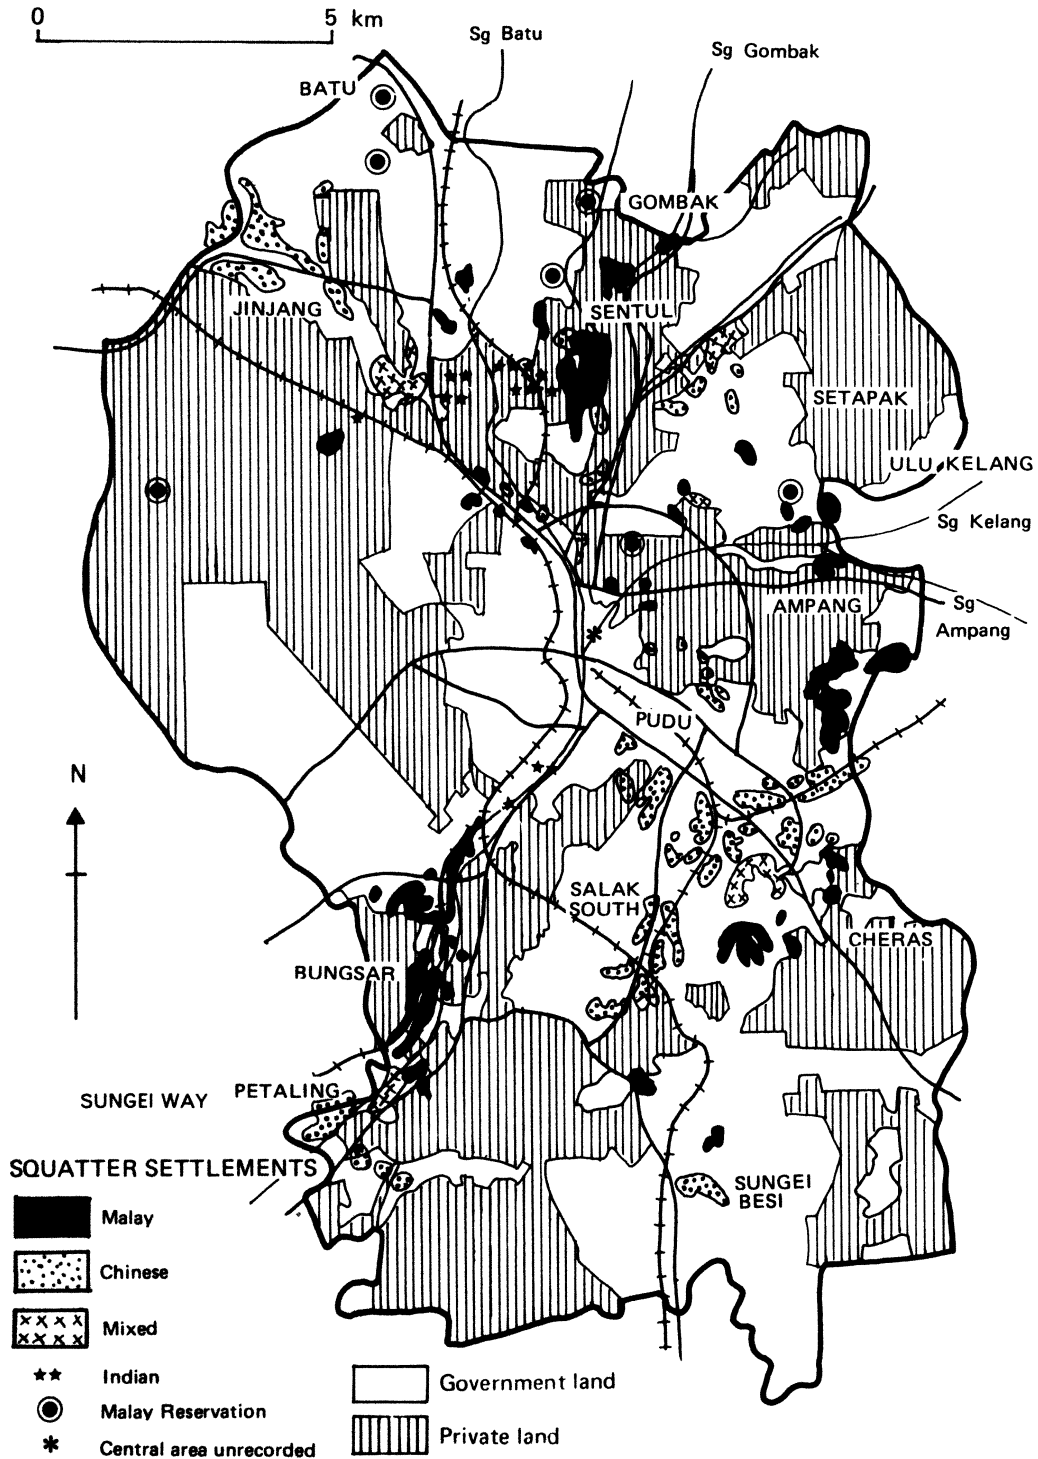 0 5 km
Sg Batu
Sg Gombak
BATU
GOMBAK
JINJANG
SENTUL
SETAPAK
ULU KELANG
Sg Kelang
AMPANG
Sg
Ampang
PUDU
N
SALAK
SOUTH
CHERAS
BUNGSAR
PETALING
SUNGEI WAY
SUNGEI
BESI
SQUATTER SETTLEMENTS
Malay
Chinese
Mixed
Indian
Malay Reservation
Central area unrecorded
Government land
Private land